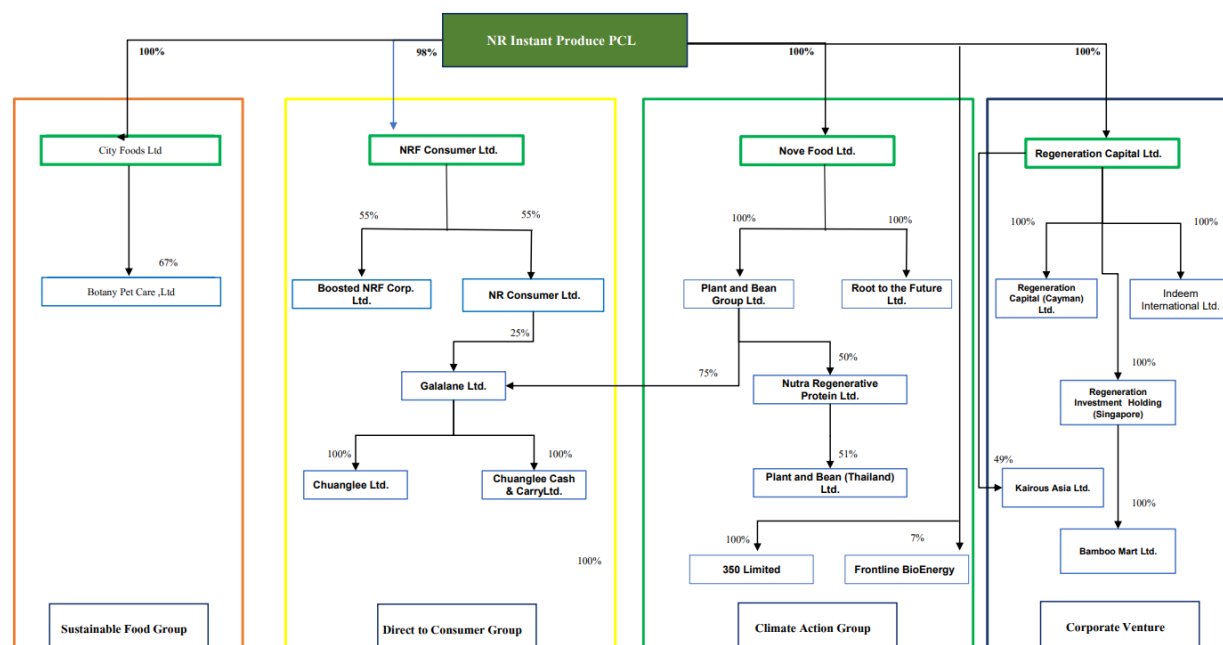 NR Instant Produce PCL
100%
98%
100%
100%
City Foods Ltd
NRF Consumer Ltd.
Nove Food Ltd.
Regeneration Capital Ltd.
55%
55%
100%
100%
100%
100%
67%
Botany Pet Care ,Ltd
Boosted NRF Corp.
Ltd.
NR Consumer Ltd.
Plant and Bean
Group Ltd.
Root to the Future
Ltd.
Regeneration
Capital (Cayman)
Ltd.
Indeem
International Ltd.
25%
75%
50%
100%
Galalane Ltd.
Nutra Regenerative
Protein Ltd.
Regeneration
Investment Holding
(Singapore)
100%
100%
51%
49%
Chuanglee Ltd.
Chuanglee Cash
& CarryLtd.
Plant and Bean (Thailand)
Ltd.
Kairous Asia Ltd.
100%
100%
7%
100%
350 Limited
Frontline BioEnergy
Bamboo Mart Ltd.
Sustainable Food Group
Direct to Consumer Group
Climate Action Group
Corporate Venture